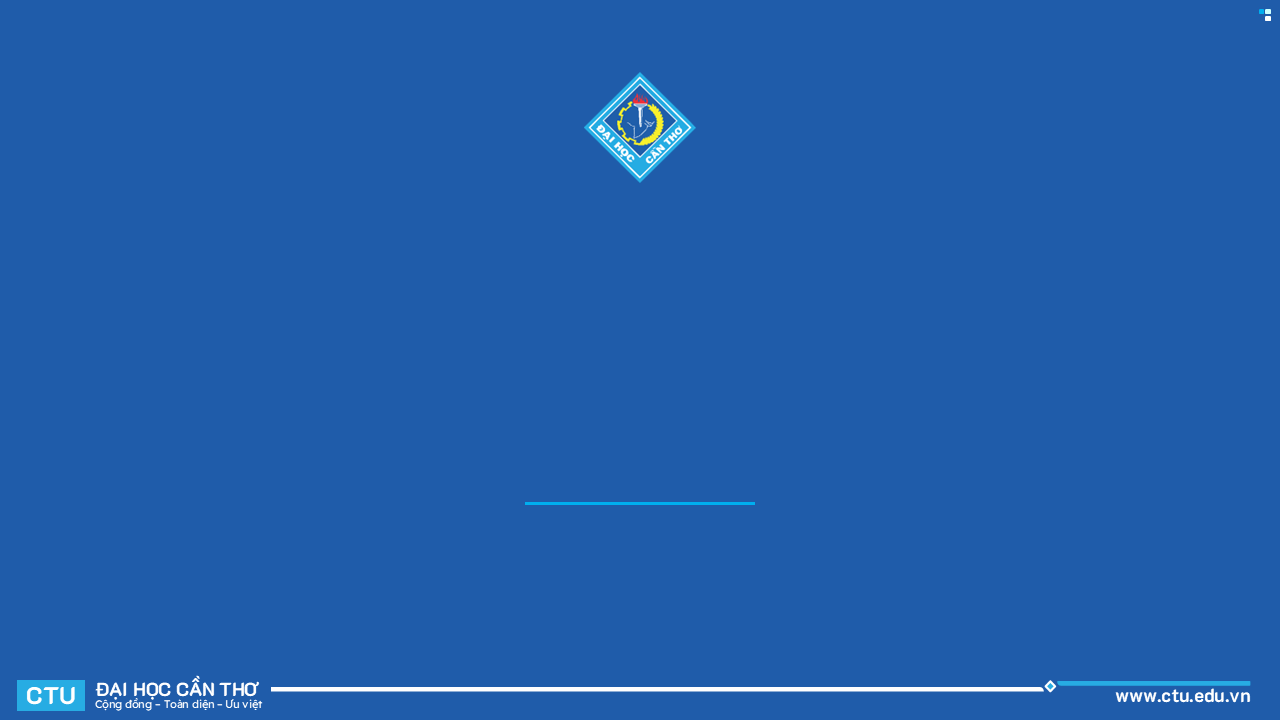 ĐẠI HỌC CẦN THƠ
CTU
ĐẠI HỌC CẦN THƠ
Cộng đồng – Toàn diện – Ưu việt
www.ctu.edu.vn